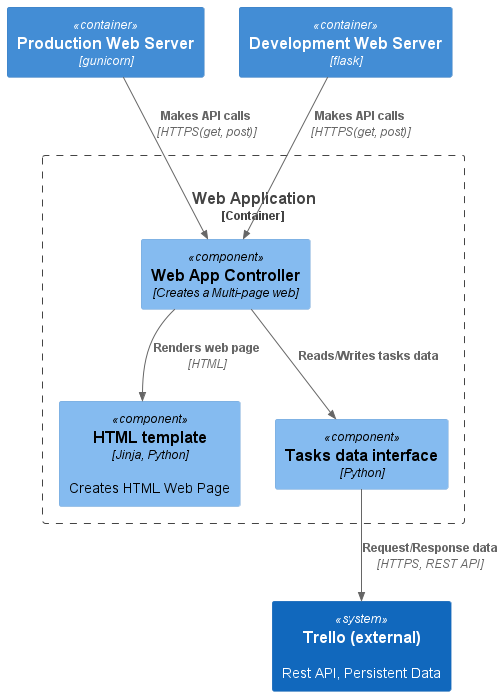 «container»
Production Web Server
[gunicorn]
«container»
Development Web Server
[flask]
Makes API calls
[HTTPS(get, post)]
Makes API calls
[HTTPS(get, post)]
Web Application
[Container]
«component»
Web App Controller
[Creates a Multi-page web]
Renders web page
[HTML]
Reads/Writes tasks data
«component»
HTML template
[Jinja, Python]
Creates HTML Web Page
«component»
Tasks data interface
[Python]
Request/Response data
[HTTPS, REST API]
«system»
Trello (external)
Rest API, Persistent Data